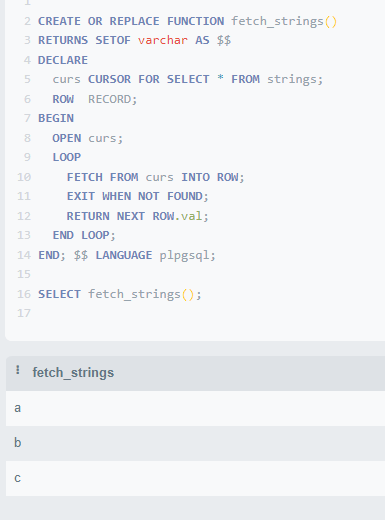 1
2 CREATE OR REPLACE FUNCTION fetch_strings()
3 RETURNS SETOF varchar AS $$
4 DECLARE
5   curs CURSOR FOR SELECT * FROM strings;
6   ROW  RECORD;
7 BEGIN
8   OPEN curs;
9   LOOP
10     FETCH FROM curs INTO ROW;
11     EXIT WHEN NOT FOUND;
12     RETURN NEXT ROW.val;
13   END LOOP;
14 END; $$ LANGUAGE plpgsql;
15
16 SELECT fetch_strings();
17
fetch_strings
a
b
c